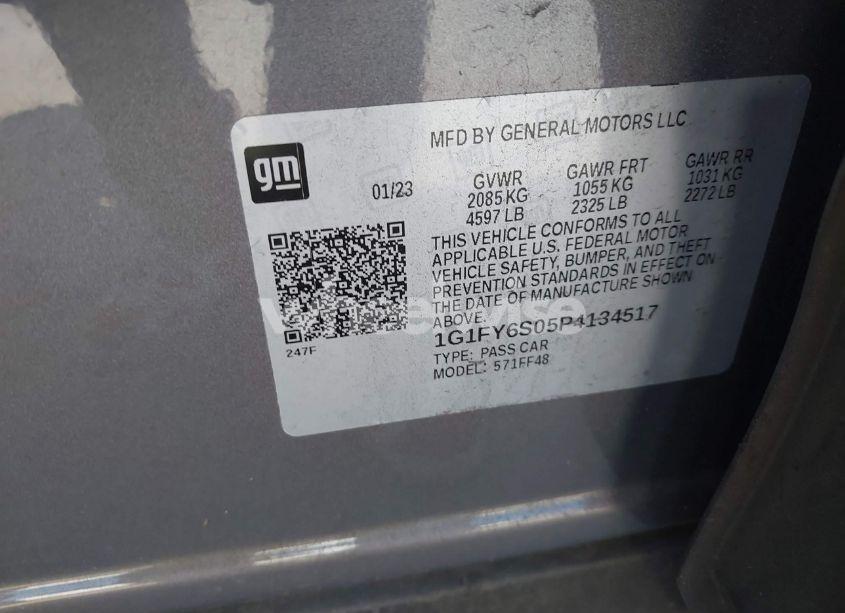 MFD BY GENERAL MOTORS LLC
gm
01/23
GVWR
2085 KG
4597 LB
GAWR FRT
1055 KG
2325 LB
GAWR RR
1031 KG
2272 LB
THIS VEHICLE CONFORMS TO ALL
APPLICABLE U.S. FEDERAL MOTOR
VEHICLE SAFETY, BUMPER, AND THEFT
PREVENTION STANDARDS IN EFFECT ON
THE DATE OF MANUFACTURE SHOWN
ABOVE.
1G1FY6S05P4134517
TYPE: PASS CAR
MODEL: 571FF48
247F